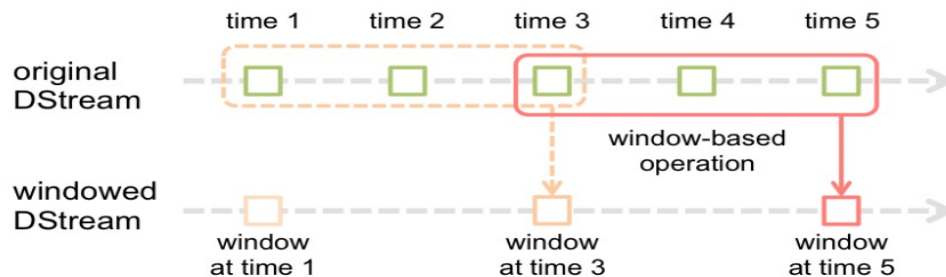 time 1 time 2 time 3 time 4 time 5
original
DStream
window-based
operation
windowed
DStream
window
at time 1
window
at time 3
window
at time 5